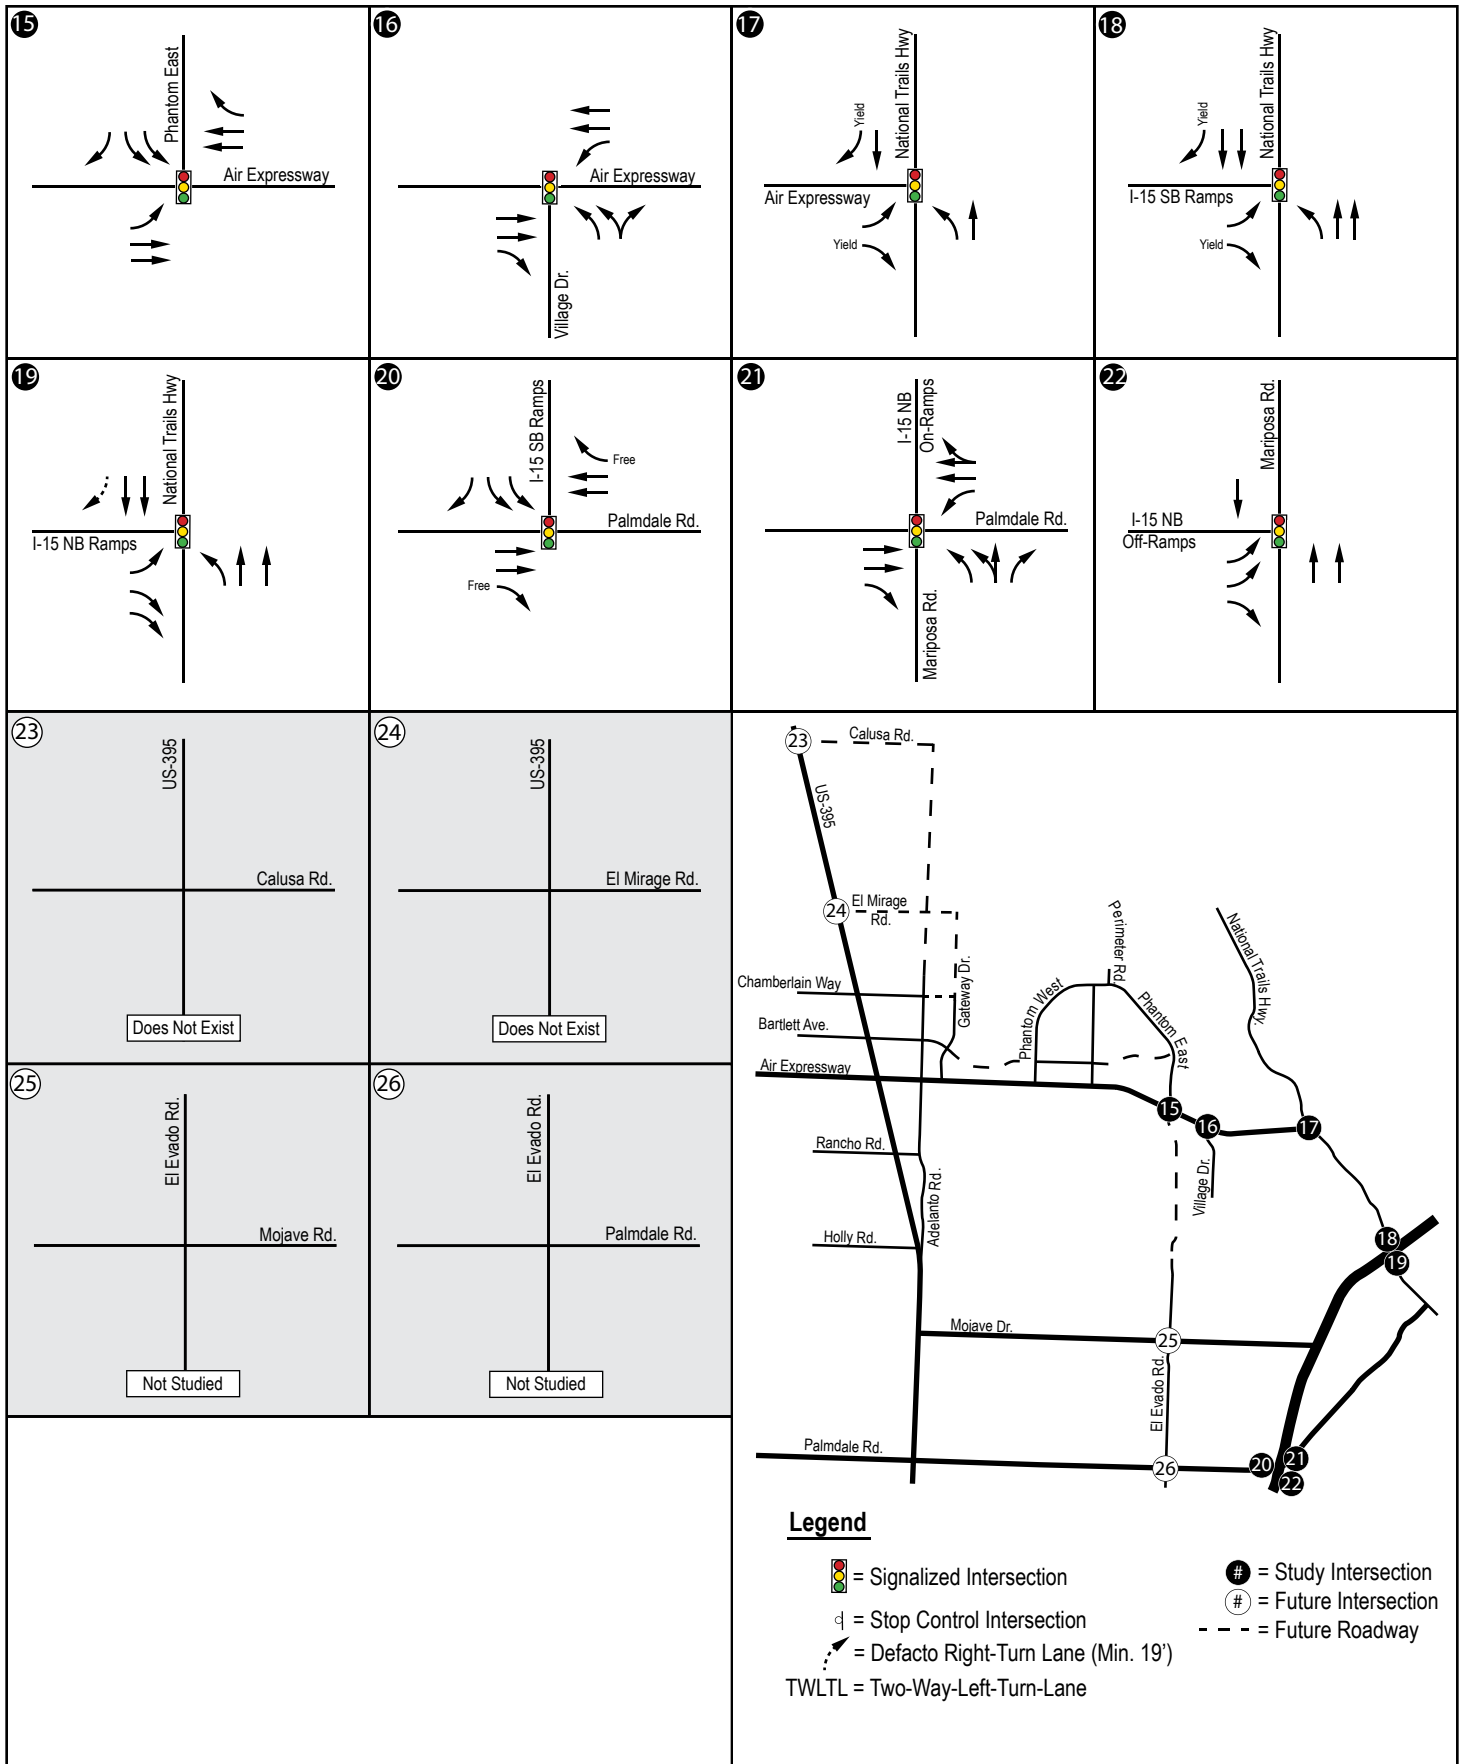 15
Phantom East
Air Expressway
16
Air Expressway
Village Dr.
17
National Trails Hwy
Yield
Air Expressway
Yield
18
National Trails Hwy
Yield
I-15 SB Ramps
Yield
19
National Trails Hwy
I-15 NB Ramps
20
I-15 SB Ramps
Free
Palmdale Rd.
Free
21
I-15 NB
On-Ramps
Palmdale Rd.
Mariposa Rd.
22
Mariposa Rd.
I-15 NB
Off-Ramps
23
US-395
Calusa Rd.
Does Not Exist
24
US-395
El Mirage Rd.
Does Not Exist
25
El Evado Rd.
Mojave Rd.
Not Studied
26
El Evado Rd.
Palmdale Rd.
Not Studied
23
Calusa Rd.
US-395
24
El Mirage
Rd.
Chamberlain Way
Gateway Dr.
Bartlett Ave.
Air Expressway
Phantom West
Perimeter Rd.
Phantom East
National Trails Hwy.
15
16
17
Rancho Rd.
Village Dr.
Adelanto Rd.
Holly Rd.
18
19
Mojave Dr.
25
El Evado Rd.
Palmdale Rd.
26
20
21
22
Legend
= Signalized Intersection
= Stop Control Intersection
= Defacto Right-Turn Lane (Min. 19')
TWLTL = Two-Way-Left-Turn-Lane
# = Study Intersection
# = Future Intersection
= Future Roadway